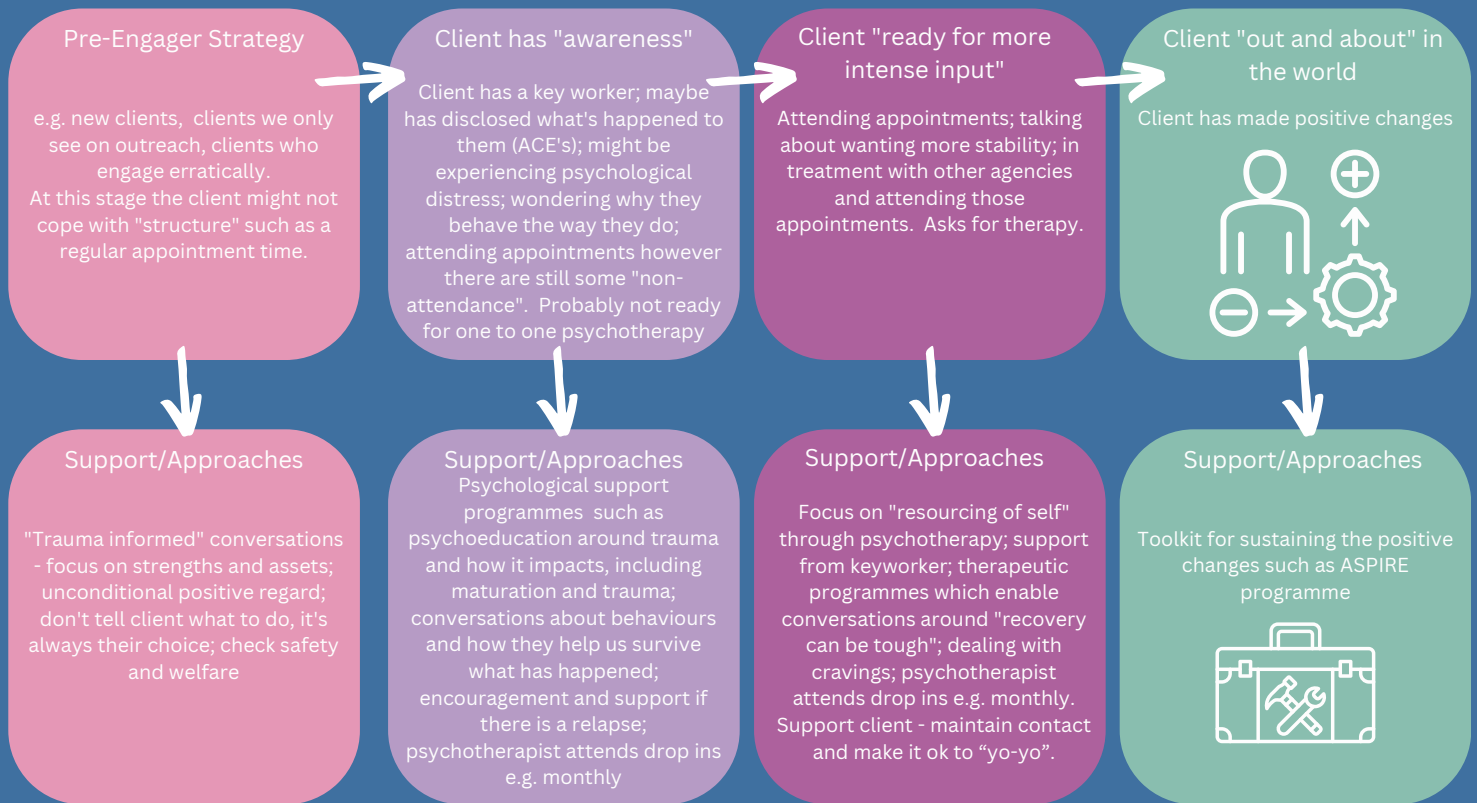 Pre-Engager Strategy
e.g. new clients,  clients we only
see on outreach, clients who
engage erratically.
At this stage the client might not
cope with "structure" such as a
regular appointment time.
Client has "awareness"
Client has a key worker; maybe
has disclosed what's happened to
them (ACE's); might be
experiencing psychological
distress; wondering why they
behave the way they do;
attending appointments however
there are still some "non-
attendance".  Probably not ready
for one to one psychotherapy
Client "ready for more
intense input"
Attending appointments; talking
about wanting more stability; in
treatment with other agencies
and attending those
appointments.  Asks for therapy.
Client "out and about" in
the world
Client has made positive changes
Support/Approaches
"Trauma informed" conversations
- focus on strengths and assets;
unconditional positive regard;
don't tell client what to do, it's
always their choice; check safety
and welfare
Support/Approaches
Psychological support
programmes  such as
psychoeducation around trauma
and how it impacts, including
maturation and trauma;
conversations about behaviours
and how they help us survive
what has happened;
encouragement and support if
there is a relapse;
psychotherapist attends drop ins
e.g. monthly
Support/Approaches
Focus on "resourcing of self"
through psychotherapy; support
from keyworker; therapeutic
programmes which enable
conversations around "recovery
can be tough"; dealing with
cravings; psychotherapist
attends drop ins e.g. monthly.
Support client - maintain contact
and make it ok to “yo-yo”.
Support/Approaches
Toolkit for sustaining the positive
changes such as ASPIRE
programme